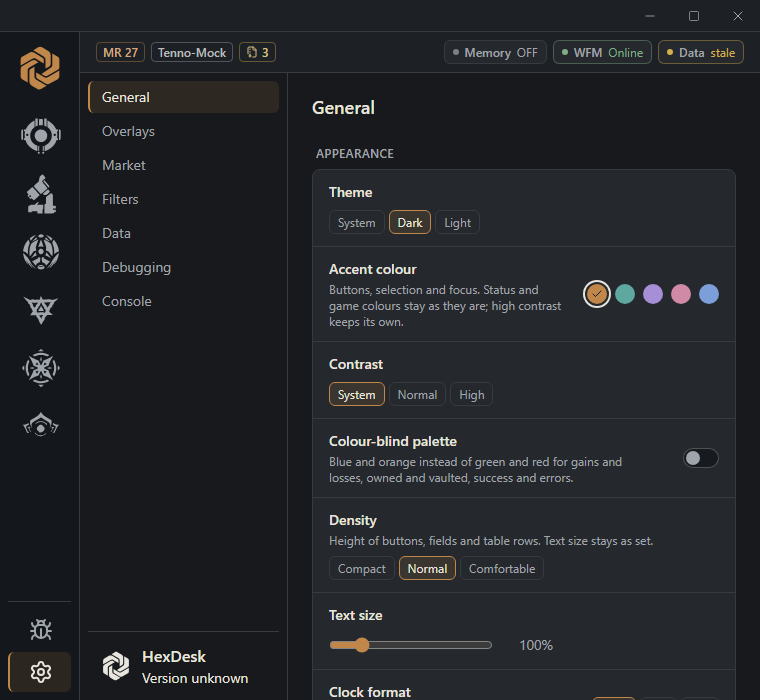 MR 27
Tenno-Mock
3
Memory OFF
WFM Online
Data stale
General
Overlays
Market
Filters
Data
Debugging
Console
HexDesk
Version unknown
General
APPEARANCE
Theme
System
Dark
Light
Accent colour
Buttons, selection and focus. Status and
game colours stay as they are; high contrast
keeps its own.
Contrast
System
Normal
High
Colour-blind palette
Blue and orange instead of green and red for gains and
losses, owned and vaulted, success and errors.
Density
Height of buttons, fields and table rows. Text size stays as set.
Compact
Normal
Comfortable
Text size
100%
Clock format